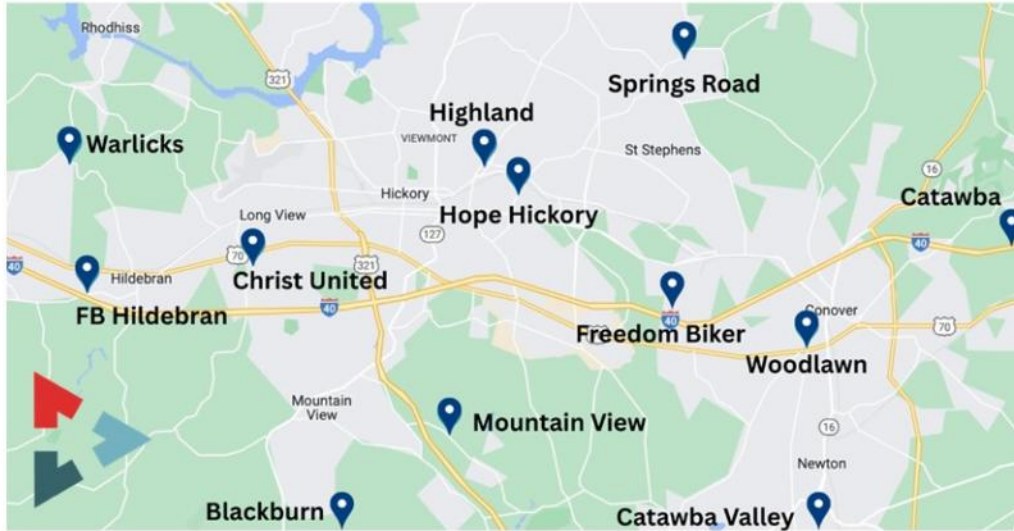 Rhodhiss
321
Springs Road
Highland
VIEWMONT
Warlicks
St Stephens
16
Hickory
Catawba
Hope Hickory
Long View
127
70
40
321
40
Hildebran
Christ United
40
FB Hildebran
40
Conover
70
Freedom Biker
Woodlawn
Mountain
View
Mountain View
16
16
Newton
Blackburn
Catawba Valley